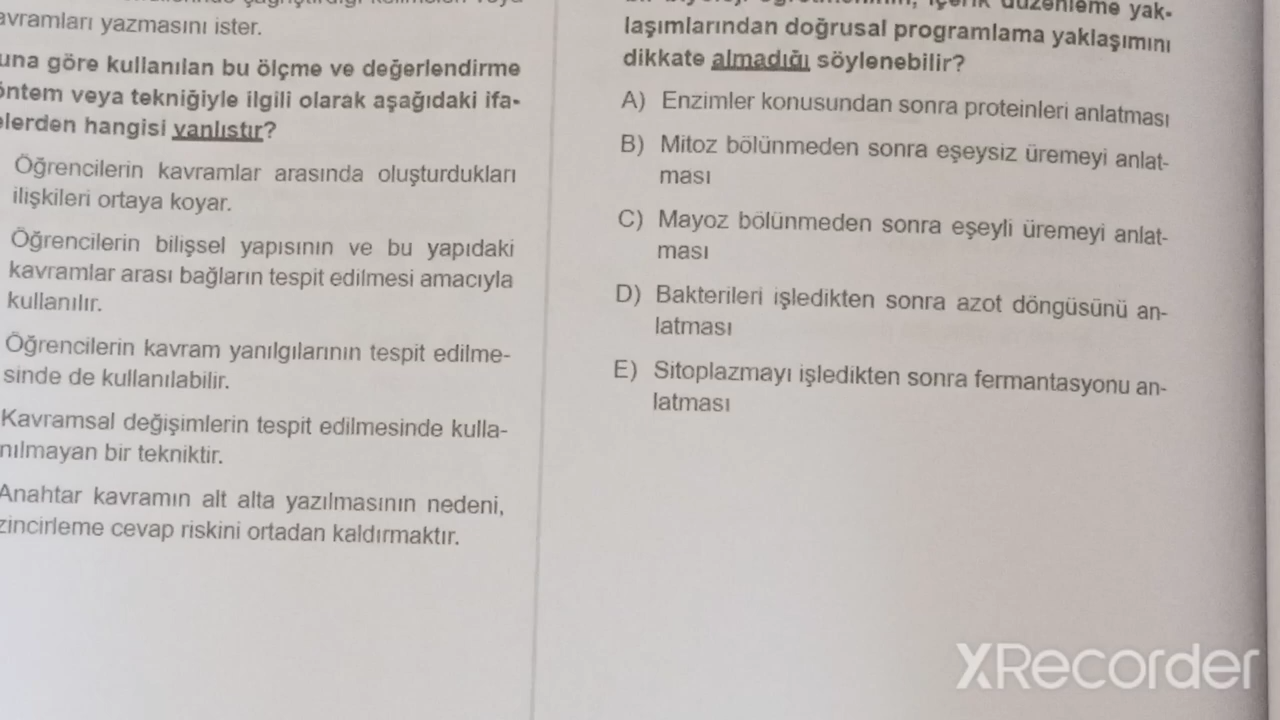 yazmasını ister.
göre kullanılan bu ölçme ve değerlendirme
veya tekniğiyle ilgili olarak aşağıdaki ifa-
hangisi yanlıştır?
Öğrencilerin kavramlar arasında oluşturdukları
ilişkileri ortaya koyar.
Öğrencilerin bilişsel yapısının ve bu yapıdaki
kavramlar arası bağların tespit edilmesi amacıyla
kullanılır.
Öğrencilerin kavram yanılgılarının tespit edilme-
sinde de kullanılabilir.
Kavramsal değişimlerin tespit edilmesinde kulla-
nılmayan bir tekniktir.
Anahtar kavramın alt alta yazılmasının nedeni,
zincirleme cevap riskini ortadan kaldırmaktır.
içerik düzenleme yak-
laşımlarından doğrusal programlama yaklaşımını
dikkate almadığı söylenebilir?
A) Enzimler konusundan sonra proteinleri anlatması
B) Mitoz bölünmeden sonra eşeysiz üremeyi anlat-
ması
C) Mayoz bölünmeden sonra eşeyli üremeyi anlat-
ması
D) Bakterileri işledikten sonra azot döngüsünü an-
latması
E) Sitoplazmayı işledikten sonra fermantasyonu an-
latması
XRecorder